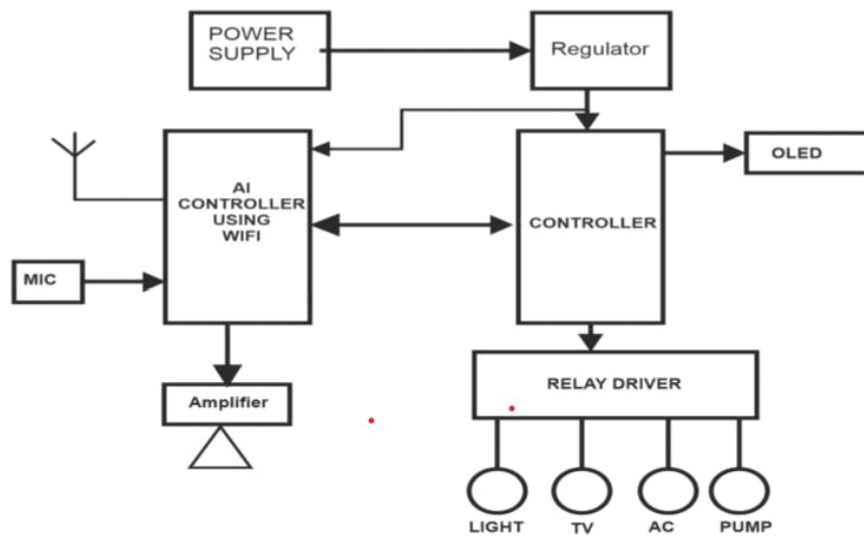 POWER
SUPPLY
Regulator
AI
CONTROLLER
USING
WIFI
CONTROLLER
OLED
MIC
Amplifier
RELAY DRIVER
LIGHT
TV
AC
PUMP